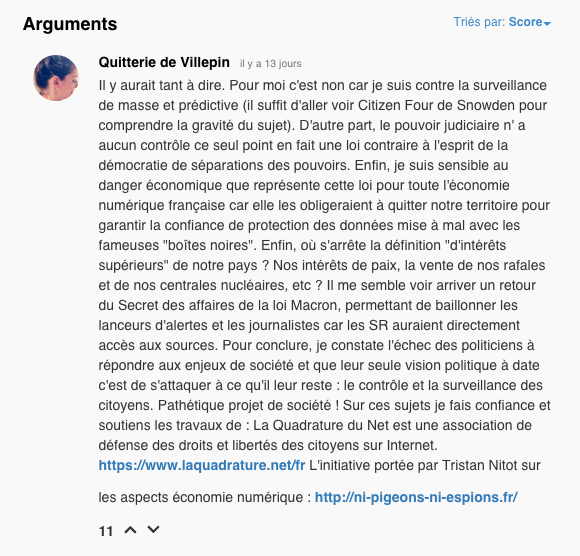 Arguments
Triés par: Score
Quitterie de Villepin il y a 13 jours
Il y aurait tant à dire. Pour moi c'est non car je suis contre la surveillance
de masse et prédictive (il suffit d'aller voir Citizen Four de Snowden pour
comprendre la gravité du sujet). D'autre part, le pouvoir judiciaire n' a
aucun contrôle ce seul point en fait une loi contraire à l'esprit de la
démocratie de séparations des pouvoirs. Enfin, je suis sensible au
danger économique que représente cette loi pour toute l'économie
numérique française car elle les obligeraient à quitter notre territoire pour
garantir la confiance de protection des données mise à mal avec les
fameuses "boîtes noires". Enfin, où s'arrête la définition "d'intérêts
supérieurs" de notre pays ? Nos intérêts de paix, la vente de nos rafales
et de nos centrales nucléaires, etc ? Il me semble voir arriver un retour
du Secret des affaires de la loi Macron, permettant de baillonner les
lanceurs d'alertes et les journalistes car les SR auraient directement
accès aux sources. Pour conclure, je constate l'échec des politiciens à
répondre aux enjeux de société et que leur seule vision politique à date
c'est de s'attaquer à ce qu'il leur reste : le contrôle et la surveillance des
citoyens. Pathétique projet de société ! Sur ces sujets je fais confiance et
soutiens les travaux de : La Quadrature du Net est une association de
défense des droits et libertés des citoyens sur Internet.
https://www.laquadrature.net/fr L'initiative portée par Tristan Nitot sur
les aspects économie numérique : http://ni-pigeons-ni-espions.fr/
11